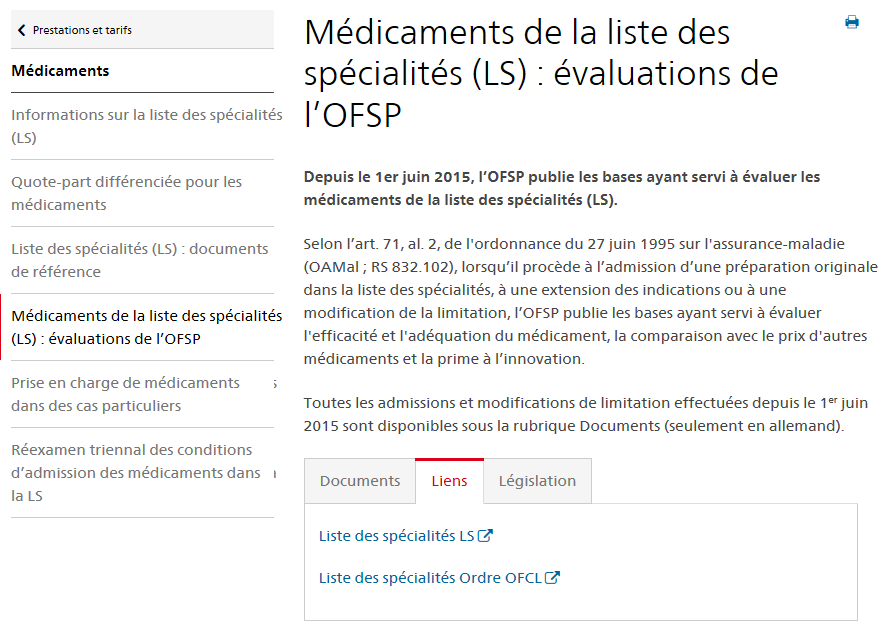 Prestations et tarifs
Médicaments
Informations sur la liste des spécialités
(LS)
Quote-part différenciée pour les
médicaments
Liste des spécialités (LS) : documents
de référence
Médicaments de la liste des spécialités
(LS) : évaluations de l’OFSP
Prise en charge de médicaments
dans des cas particuliers
Réexamen triennal des conditions
d’admission des médicaments dans
la LS
Médicaments de la liste des
spécialités (LS) : évaluations de
l’OFSP
Depuis le 1er juin 2015, l’OFSP publie les bases ayant servi à évaluer les
médicaments de la liste des spécialités (LS).
Selon l’art. 71, al. 2, de l'ordonnance du 27 juin 1995 sur l'assurance-maladie
(OAMal ; RS 832.102), lorsqu’il procède à l’admission d’une préparation originale
dans la liste des spécialités, à une extension des indications ou à une
modification de la limitation, l’OFSP publie les bases ayant servi à évaluer
l'efficacité et l'adéquation du médicament, la comparaison avec le prix d'autres
médicaments et la prime à l’innovation.
Toutes les admissions et modifications de limitation effectuées depuis le 1er juin
2015 sont disponibles sous la rubrique Documents (seulement en allemand).
Documents Liens Législation
Liste des spécialités LS
Liste des spécialités Ordre OFCL